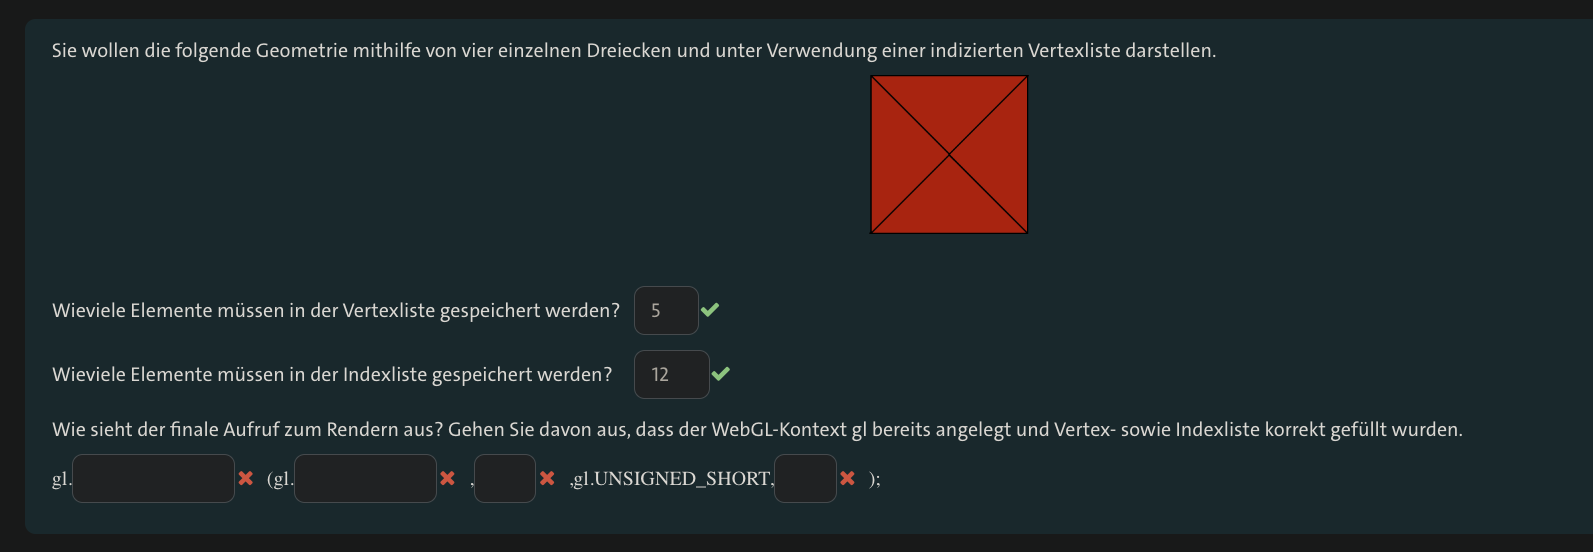 Sie wollen die folgende Geometrie mithilfe von vier einzelnen Dreiecken und unter Verwendung einer indizierten Vertexliste darstellen.
Wieviele Elemente müssen in der Vertexliste gespeichert werden? 5
Wieviele Elemente müssen in der Indexliste gespeichert werden? 12
Wie sieht der finale Aufruf zum Rendern aus? Gehen Sie davon aus, dass der WebGL-Kontext gl bereits angelegt und Vertex- sowie Indexliste korrekt gefüllt wurden.
gl. (gl. , ,gl.UNSIGNED_SHORT, );